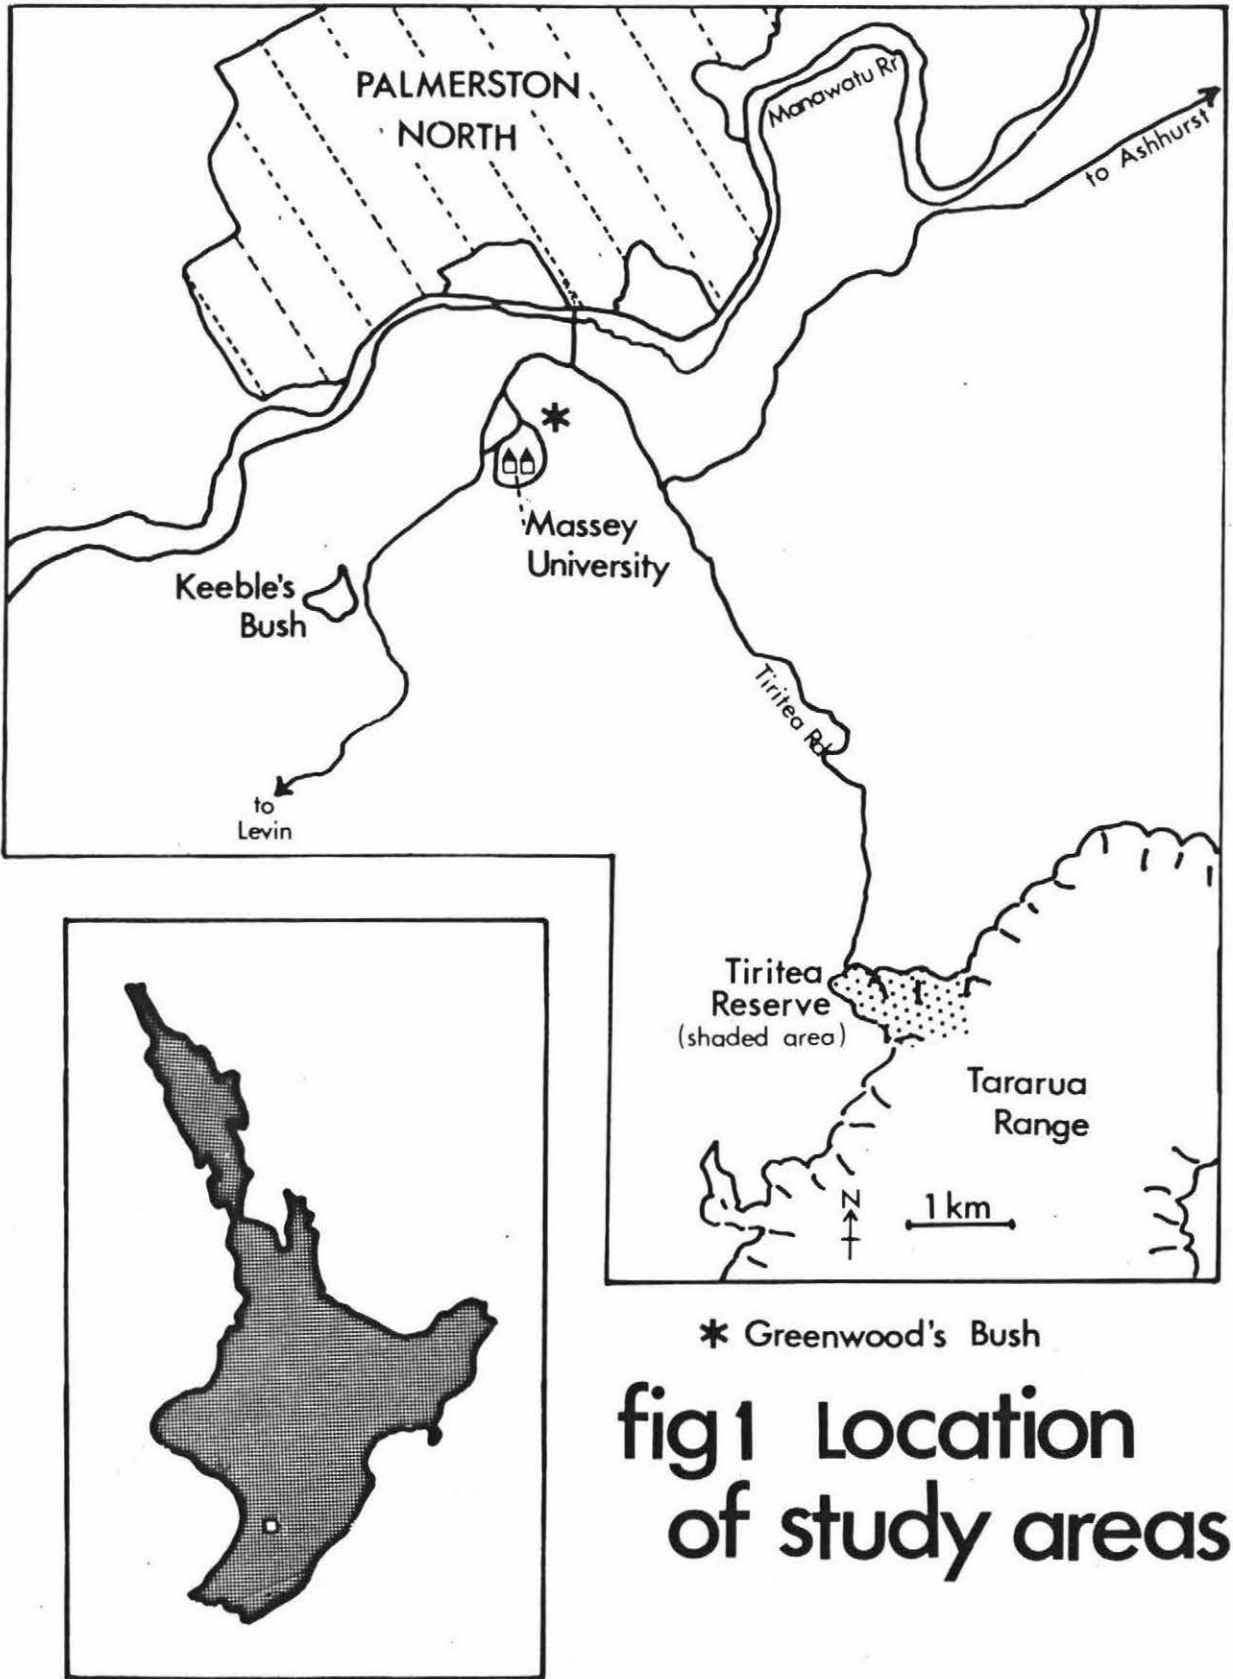 PALMERSTON
NORTH
Manawatu Rr
to Ashhurst
Massey
University
Keeble's
Bush
Tiritea Rd
to
Levin
Tiritea
Reserve
(shaded area)
Tararua
Range
N
1 km
* Greenwood's Bush
fig 1 Location
of study areas